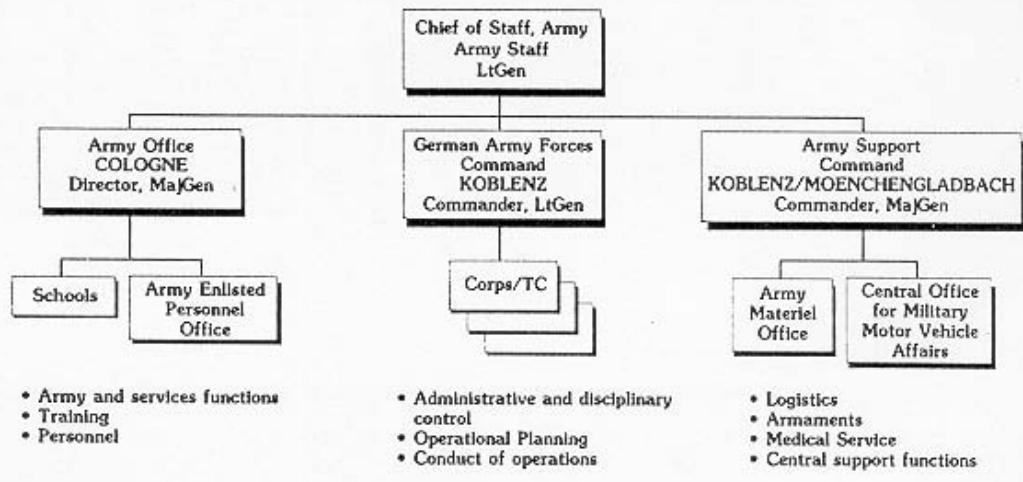 Chief of Staff, Army
Army Staff
LtGen
Army Office
COLOGNE
Director, MajGen
German Army Forces
Command
KOBLENZ
Commander, LtGen
Army Support
Command
KOBLENZ/MOENCHENGLADBACH
Commander, MajGen
Schools
Army Enlisted
Personnel
Office
Corps/TC
Army
Materiel
Office
Central Office
for Military
Motor Vehicle
Affairs
• Army and services functions
• Training
• Personnel
• Administrative and disciplinary
control
• Operational Planning
• Conduct of operations
• Logistics
• Armaments
• Medical Service
• Central support functions